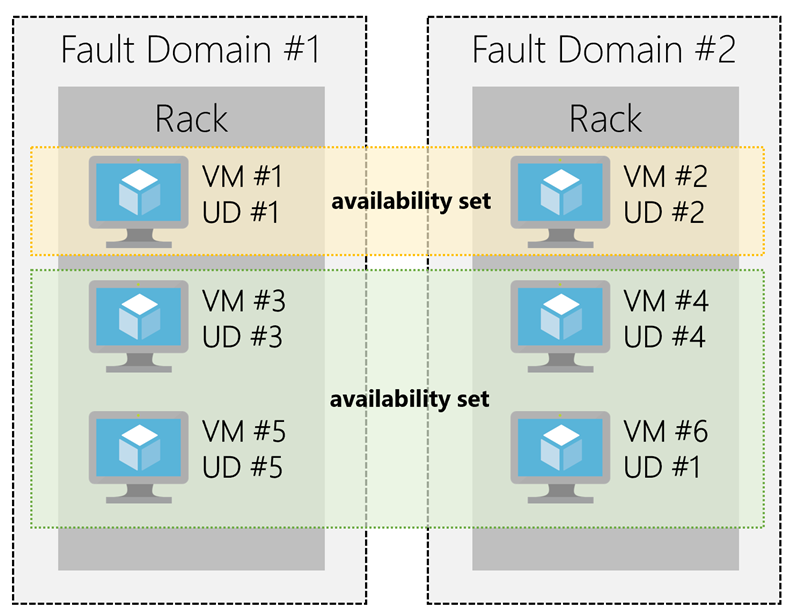 Fault Domain #1
Fault Domain #2
Rack
Rack
VM #1
UD #1
availability set
VM #2
UD #2
VM #3
UD #3
VM #4
UD #4
availability set
VM #5
UD #5
VM #6
UD #1